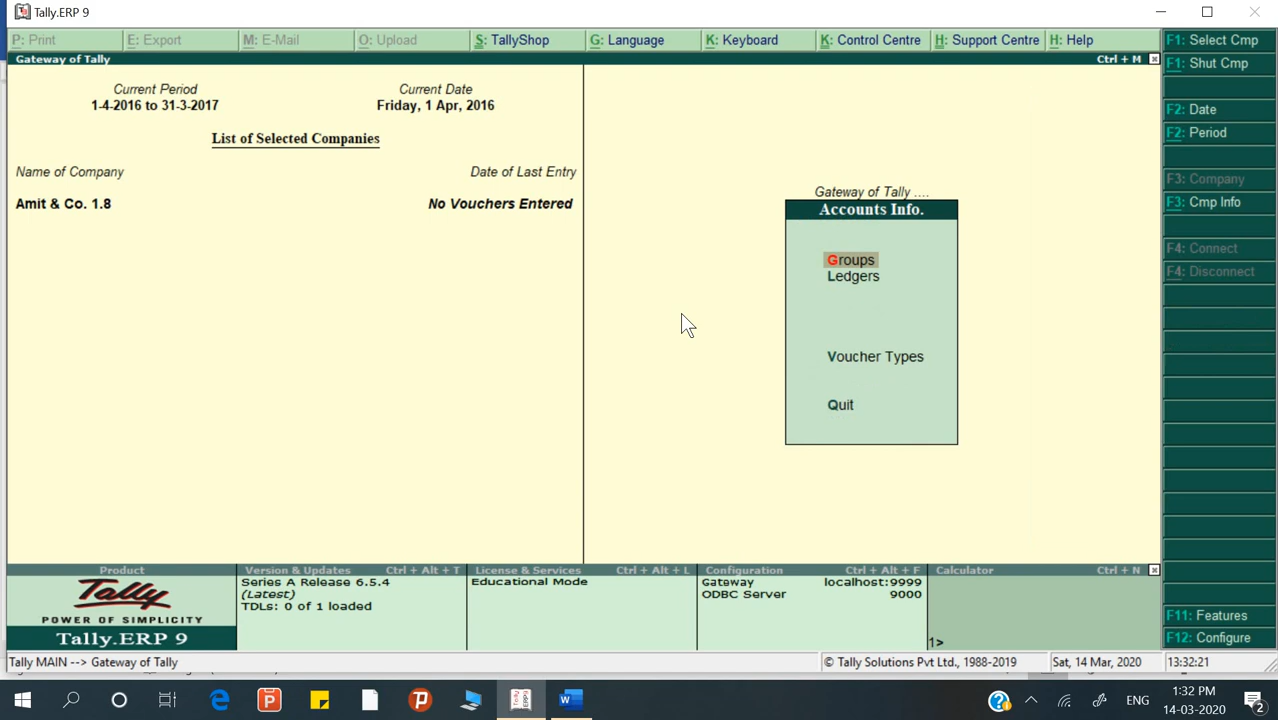 Tally.ERP 9
P: Print
E: Export
M: E-Mail
O: Upload
S: TallyShop
G: Language
K: Keyboard
K: Control Centre
H: Support Centre
H: Help
F1: Select Cmp
F1: Shut Cmp
F2: Date
F2: Period
F3: Company
F3: Cmp Info
F4: Connect
F4: Disconnect
F11: Features
F12: Configure
Gateway of Tally
Ctrl + M
Current Period
1-4-2016 to 31-3-2017
Current Date
Friday, 1 Apr, 2016
List of Selected Companies
Name of Company
Date of Last Entry
Amit & Co. 1.8
No Vouchers Entered
Gateway of Tally ....
Accounts Info.
Groups
Ledgers
Voucher Types
Quit
Product
Tally
POWER OF SIMPLICITY
Tally.ERP 9
Version & Updates Ctrl + Alt + T
Series A Release 6.5.4
(Latest)
TDLs: 0 of 1 loaded
License & Services Ctrl + Alt + L
Educational Mode
Configuration Ctrl + Alt + F
Gateway localhost:9999
ODBC Server 9000
Calculator Ctrl + N
1>
Tally MAIN --> Gateway of Tally
© Tally Solutions Pvt Ltd., 1988-2019
Sat, 14 Mar, 2020
13:32:21
ENG
1:32 PM
14-03-2020
2